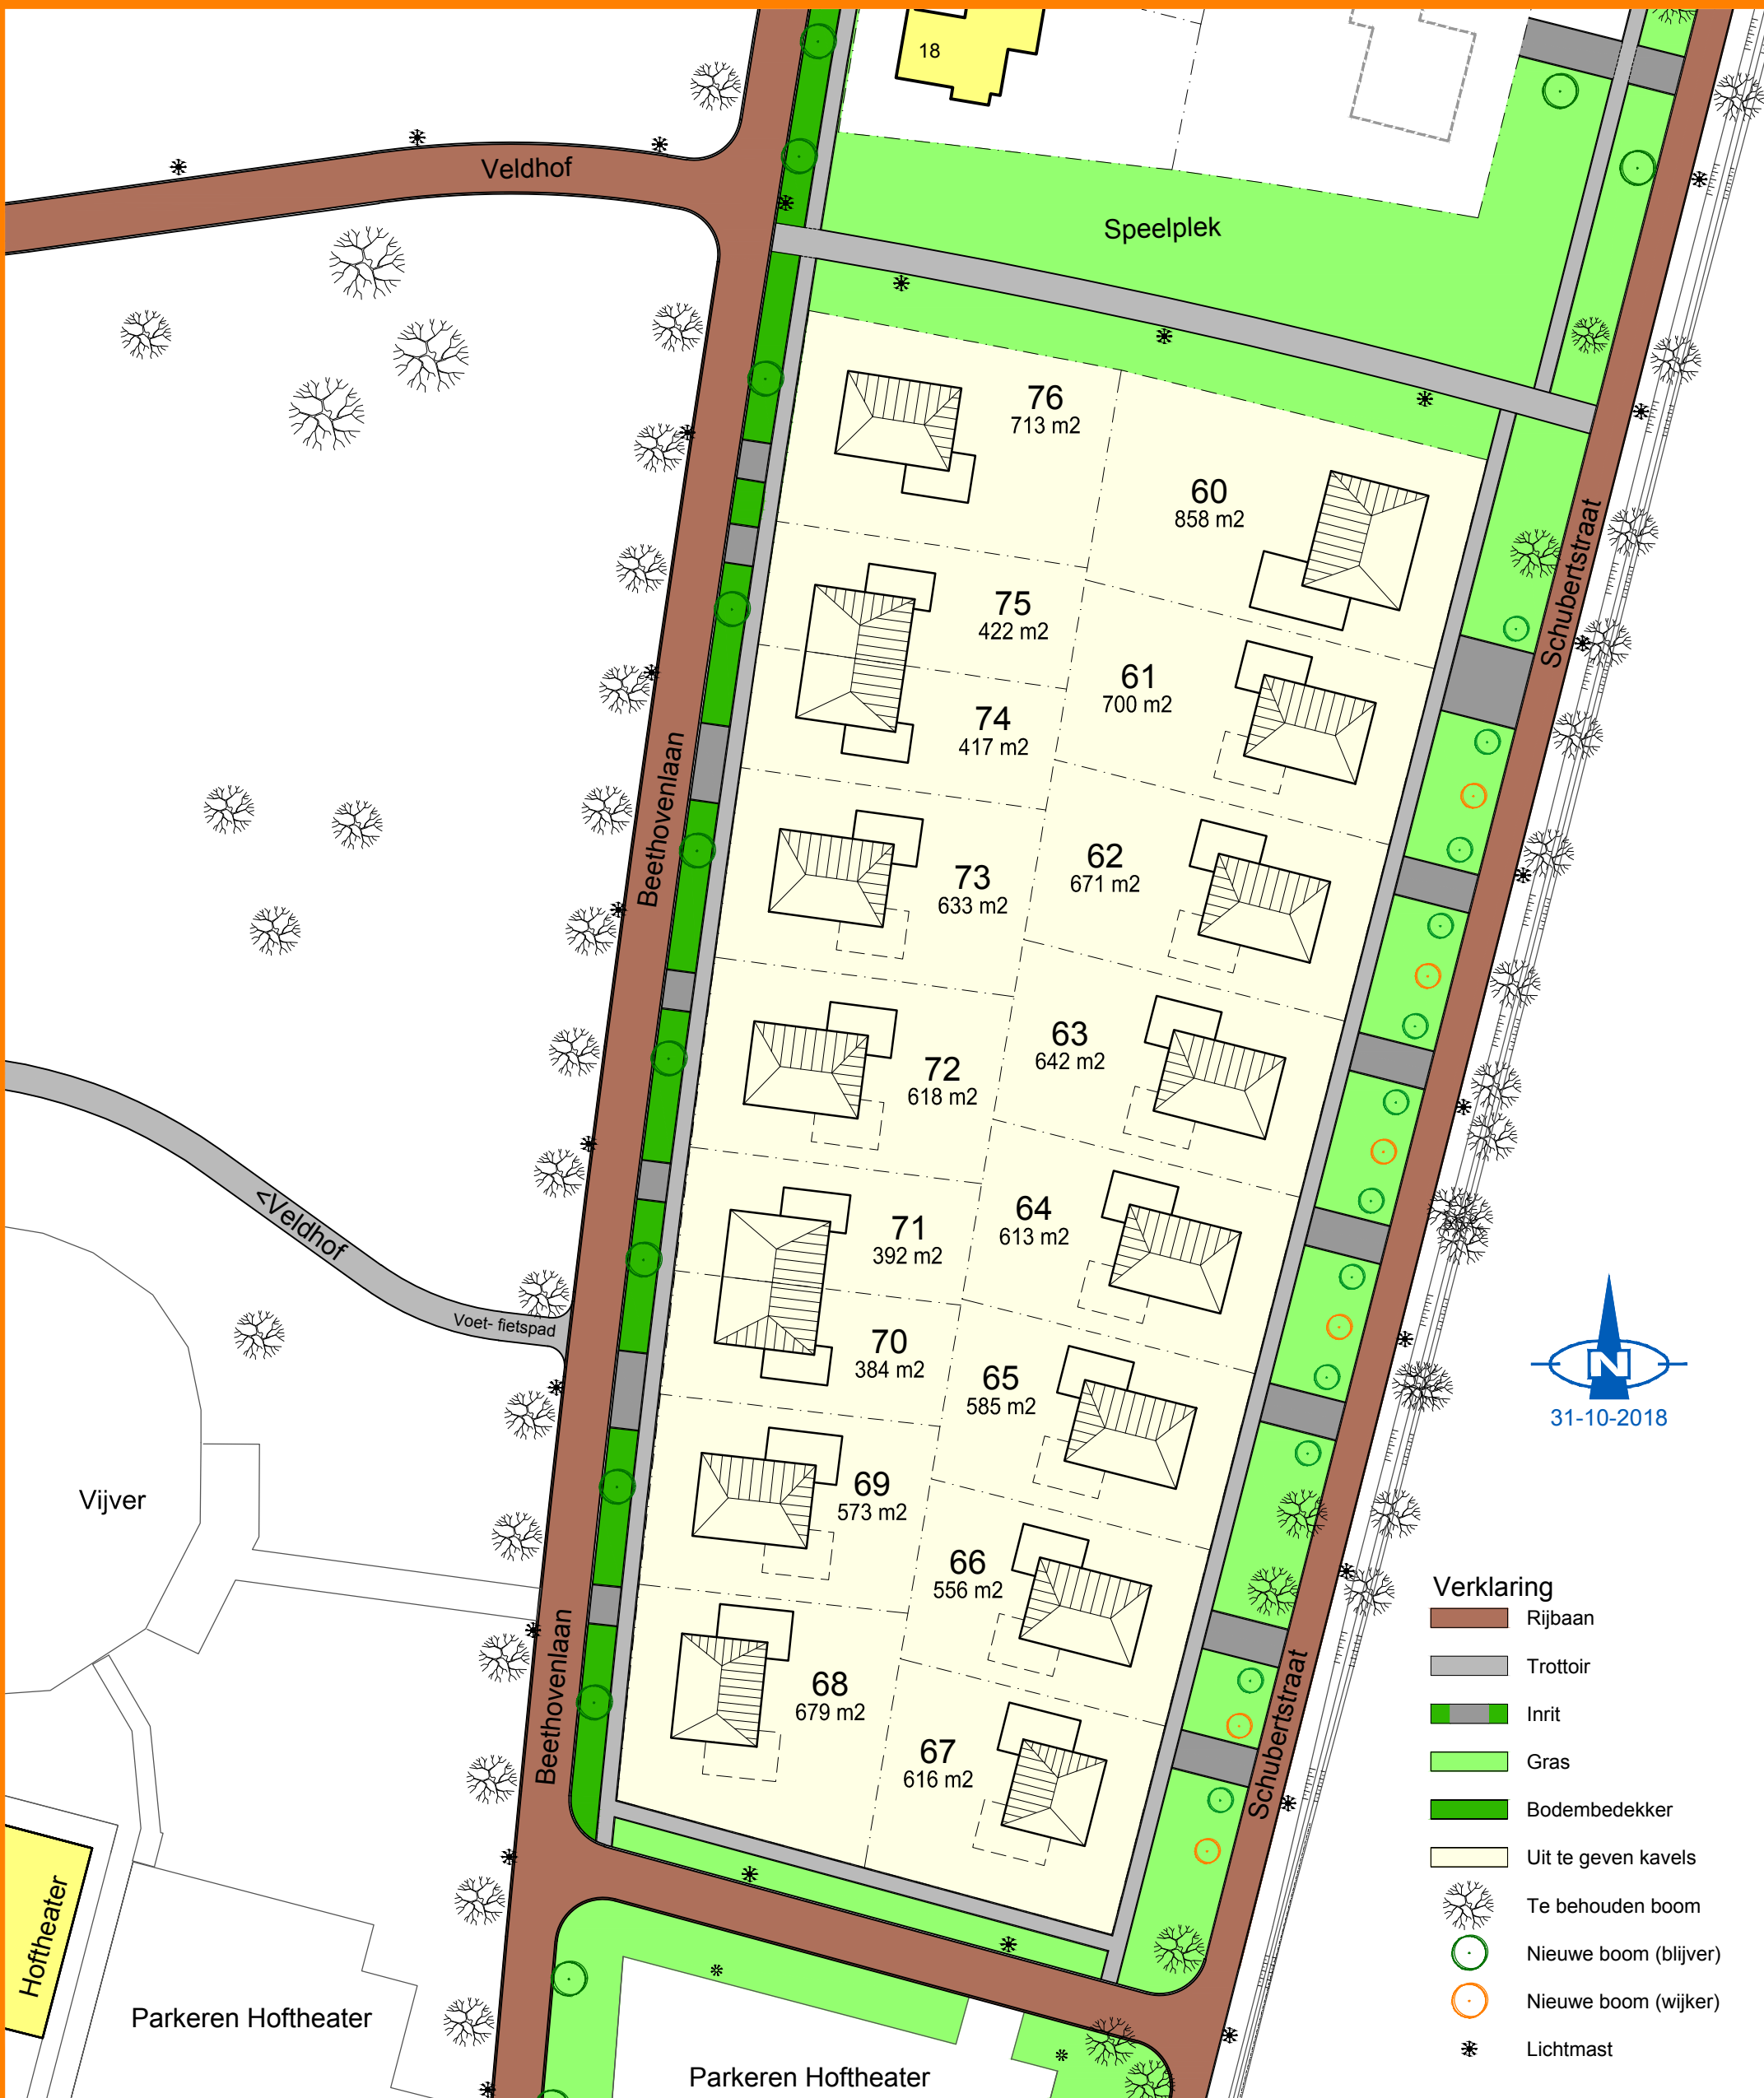 18
Veldhof
Speelplek
76
713 m2
60
858 m2
Schubertstraat
75
422 m2
61
700 m2
74
417 m2
Beethovenlaan
62
671 m2
73
633 m2
63
642 m2
72
618 m2
<Veldhof
64
613 m2
71
392 m2
Voet- fietspad
70
384 m2
65
585 m2
N
31-10-2018
69
573 m2
Vijver
66
556 m2
Beethovenlaan
68
679 m2
67
616 m2
Schubertstraat
Verklaring
Rijbaan
Trottoir
Inrit
Gras
Bodembedekker
Uit te geven kavels
Te behouden boom
Nieuwe boom (blijver)
Nieuwe boom (wijker)
Lichtmast
Hoftheater
Parkeren Hoftheater
Parkeren Hoftheater